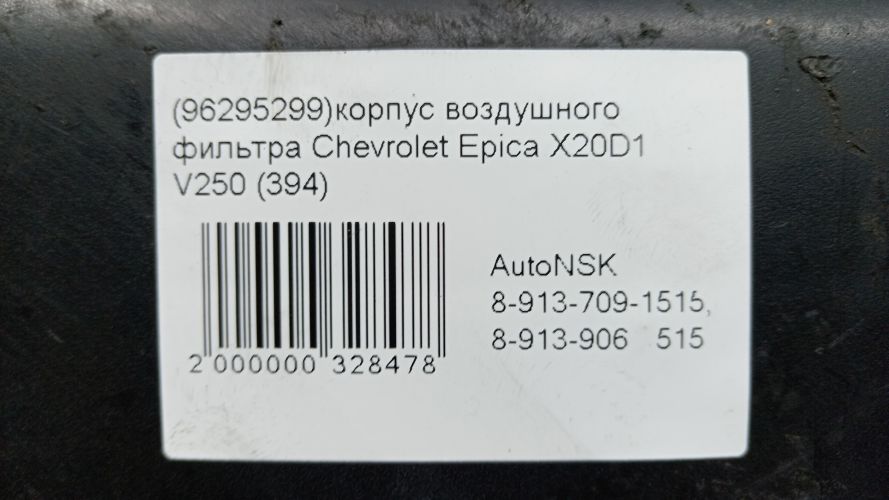 (96295299)корпус воздушного
фильтра Chevrolet Epica X20D1
V250 (394)
AutoNSK
8-913-709-1515,
8-913-906 515
2 000000 328478